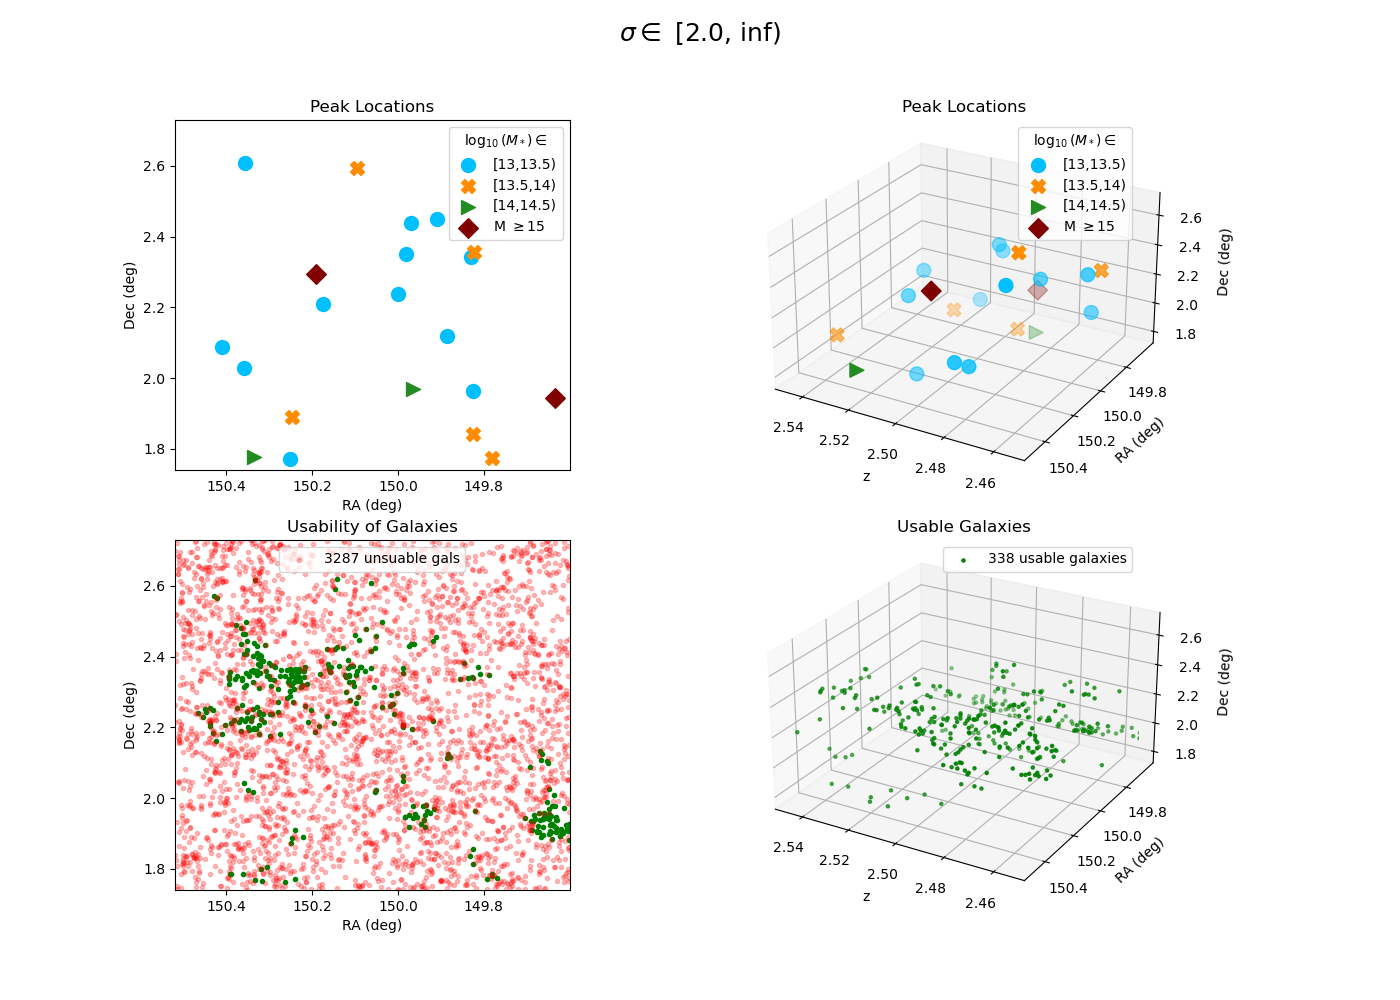 σ ∈ [2.0, inf)
Peak Locations
log₁₀(M*) ∈
[13,13.5)
[13.5,14)
[14,14.5)
M ≥15
2.6
2.4
2.2
2.0
1.8
Dec (deg)
150.4 150.2 150.0 149.8
RA (deg)
Peak Locations
log₁₀(M*) ∈
[13,13.5)
[13.5,14)
[14,14.5)
M ≥15
2.6
2.4
2.2
2.0
1.8
Dec (deg)
149.8
150.0
150.2
150.4
RA (deg)
2.54
2.52
2.50
2.48
2.46
z
Usability of Galaxies
3287 unsuable gals
2.6
2.4
2.2
2.0
1.8
Dec (deg)
150.4 150.2 150.0 149.8
RA (deg)
Usable Galaxies
338 usable galaxies
2.6
2.4
2.2
2.0
1.8
Dec (deg)
149.8
150.0
150.2
150.4
RA (deg)
2.54
2.52
2.50
2.48
2.46
z